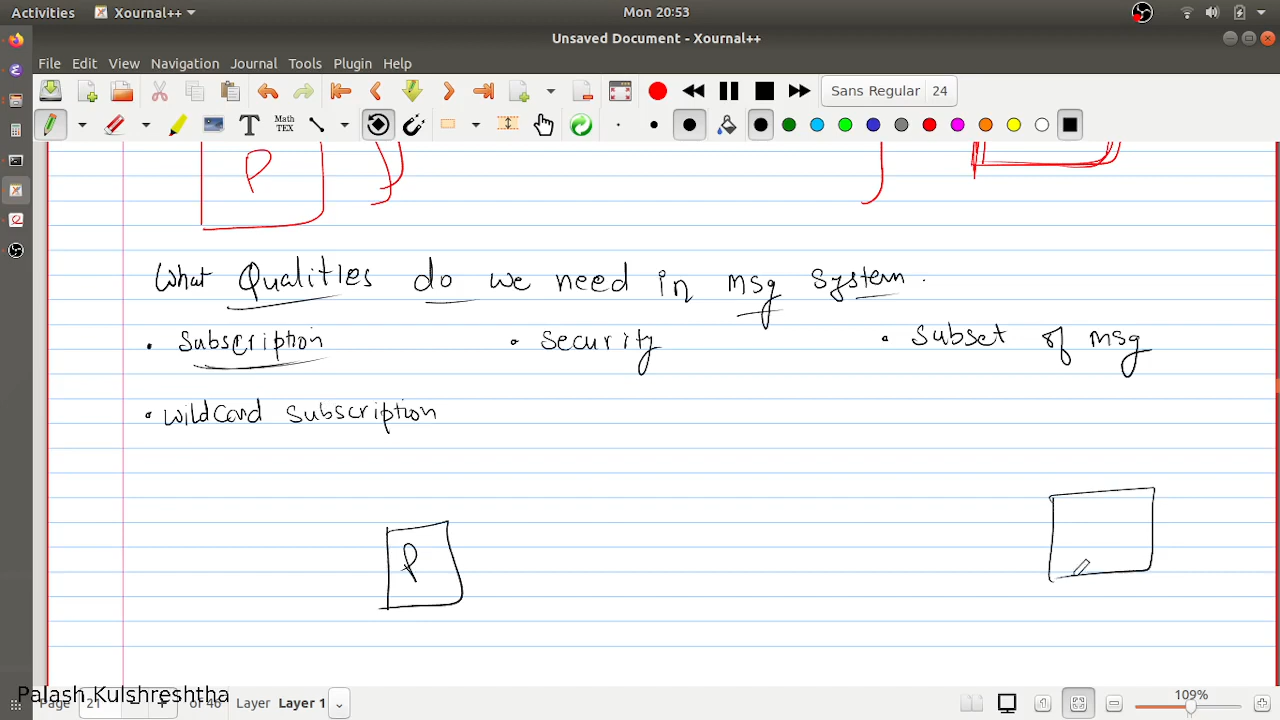 Activities Xournal++ Mon 20:53
Unsaved Document - Xournal++
File Edit View Navigation Journal Tools Plugin Help
Math TEX Sans Regular 24
P
What Qualities do we need in msg system.
• Subscription • Security • Subset of msg
• wildcard subscription
P
Palash Kulshreshtha
Page 21 of 46 Layer Layer 1 109%